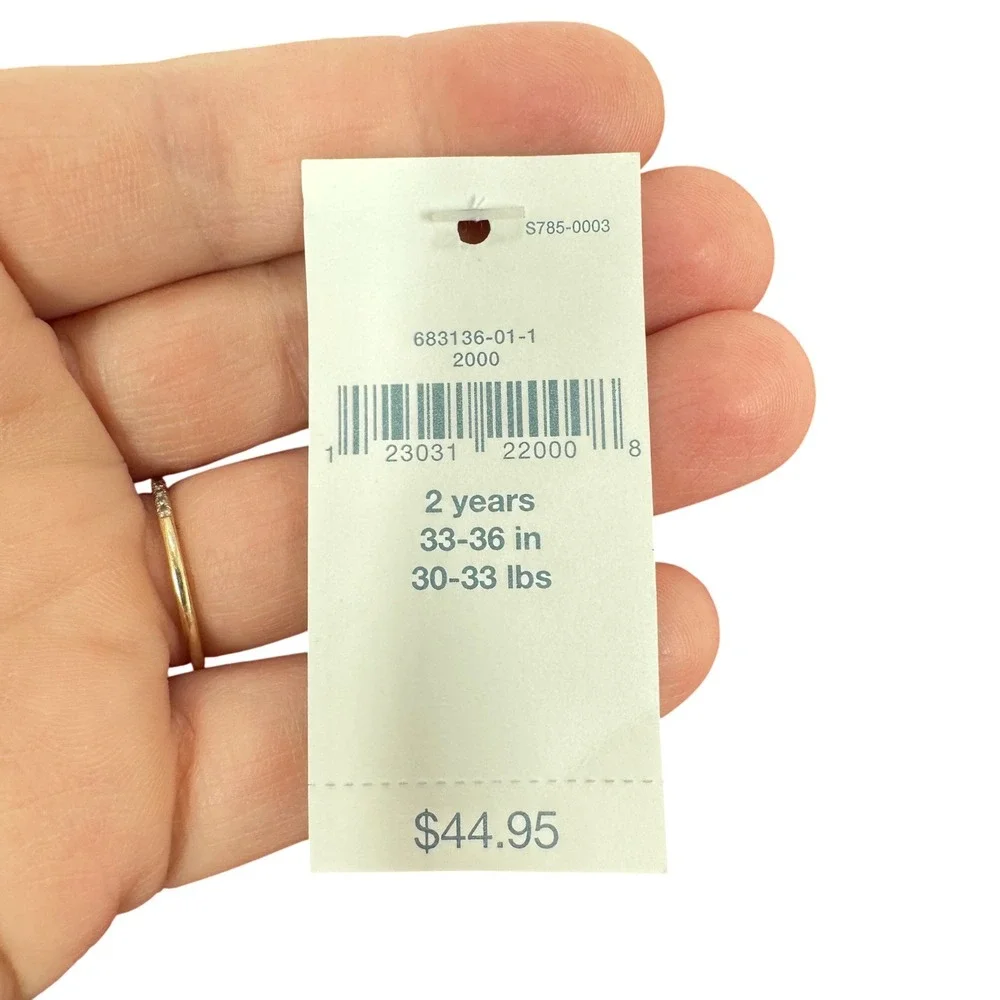 S785-0003
683136-01-1
2000
1 23031 22000 8
2 years
33-36 in
30-33 lbs
$44.95